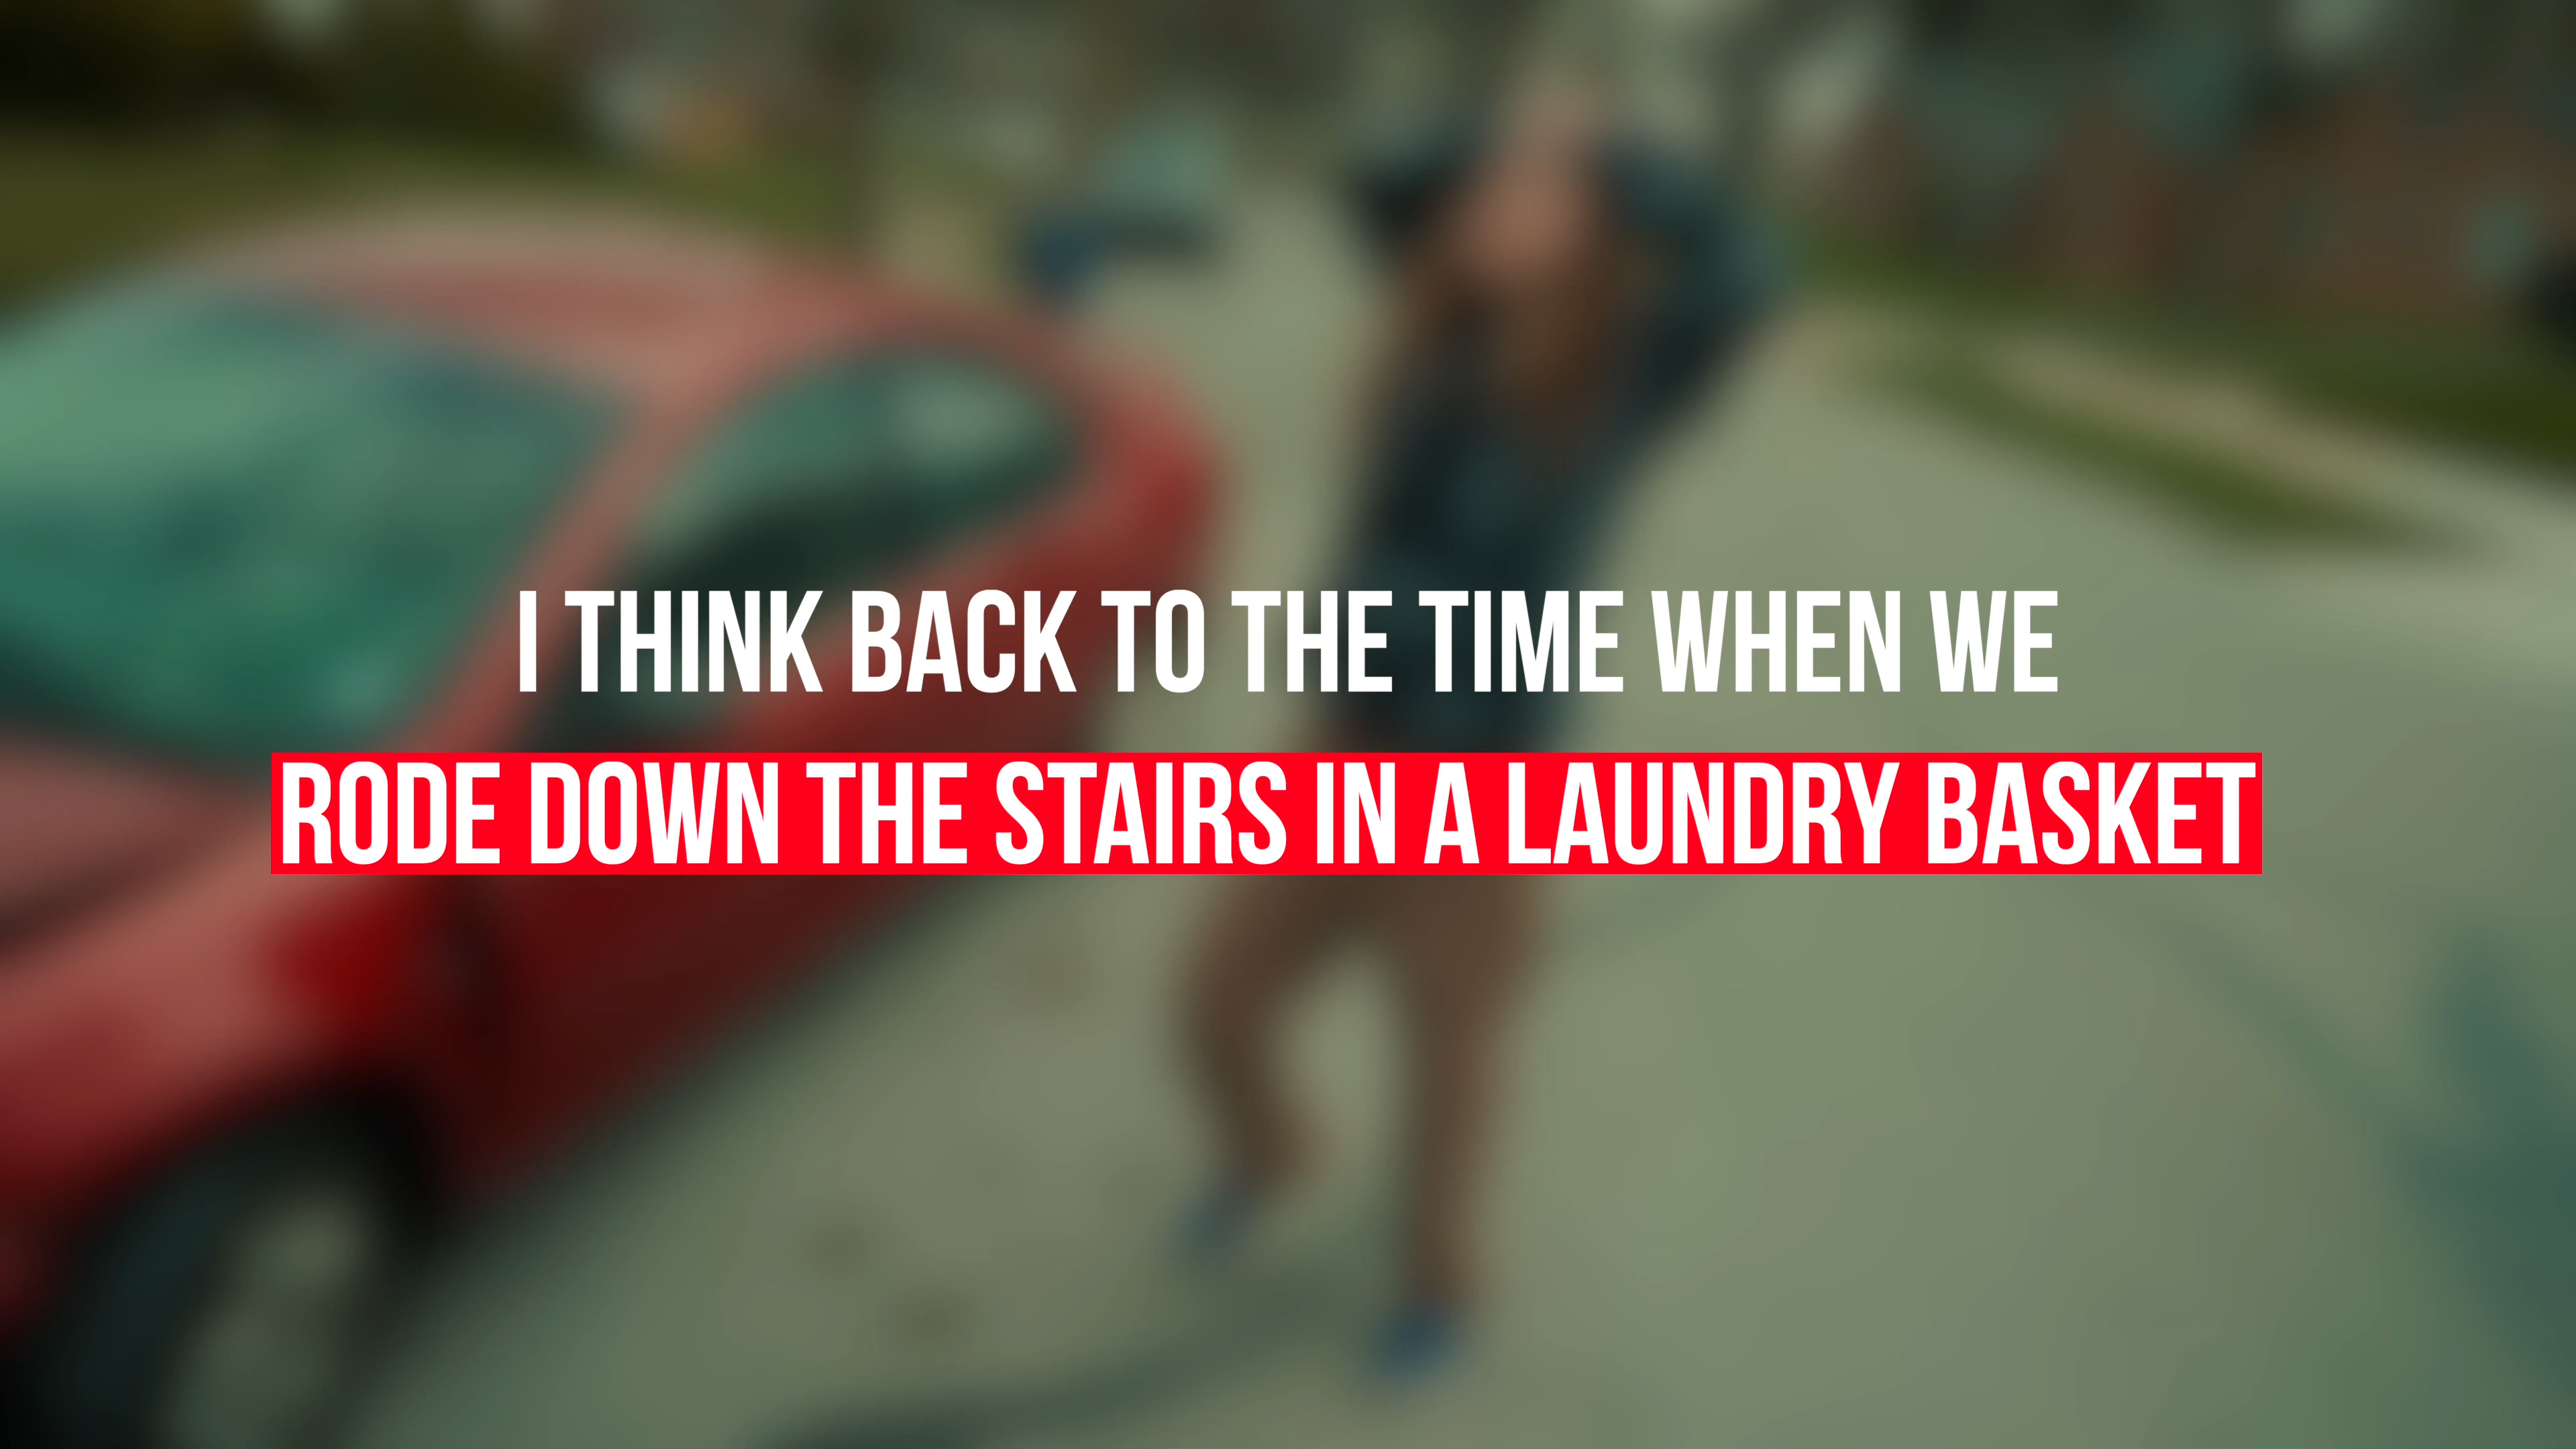 I THINK BACK TO THE TIME WHEN WE
RODE DOWN THE STAIRS IN A LAUNDRY BASKET